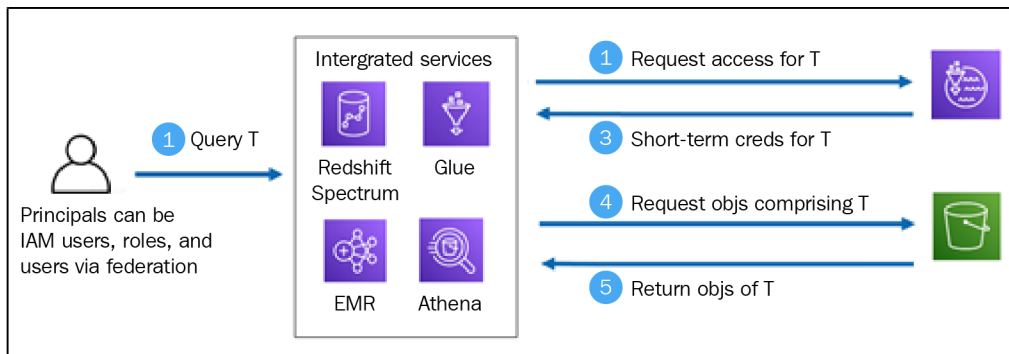 Intergrated services
1 Request access for T
3 Short-term creds for T
1 Query T
Redshift
Spectrum
Glue
Principals can be
IAM users, roles, and
users via federation
4 Request objs comprising T
EMR
Athena
5 Return objs of T